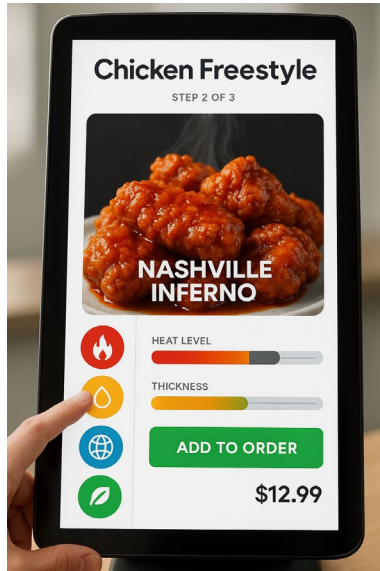 Chicken Freestyle
STEP 2 OF 3
NASHVILLE
INFERNO
HEAT LEVEL
THICKNESS
ADD TO ORDER
$12.99